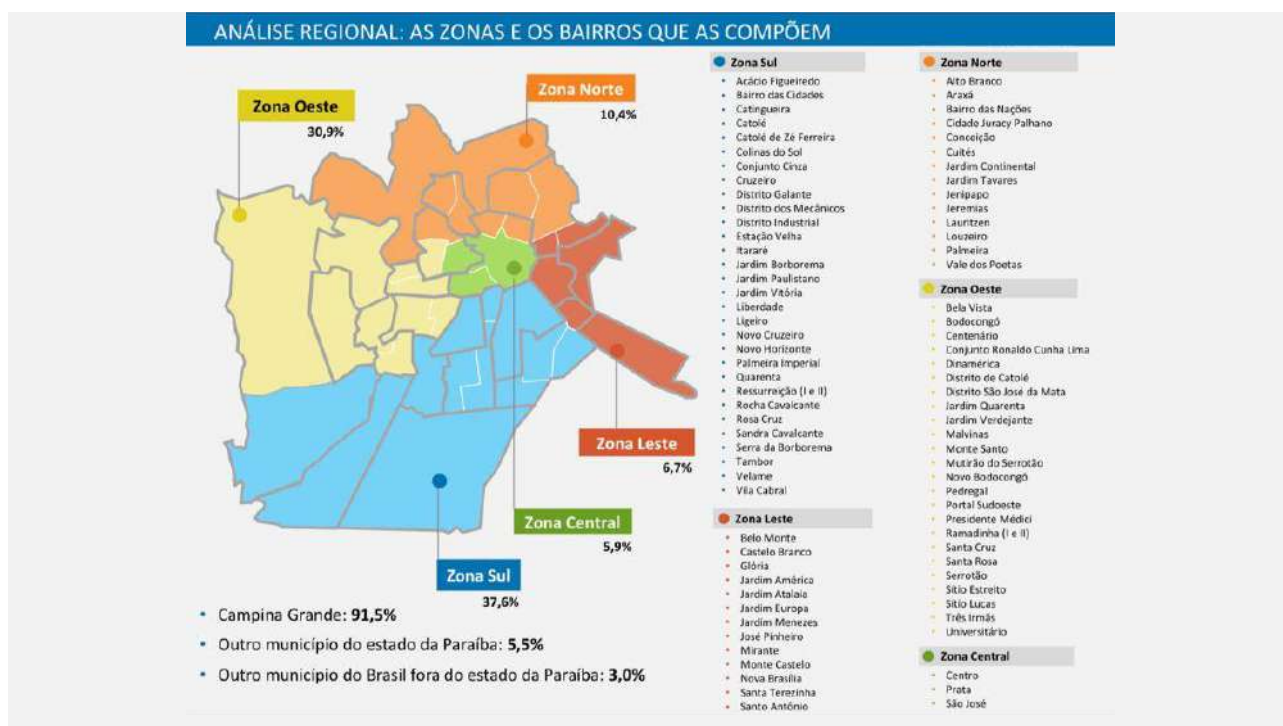 ANÁLISE REGIONAL: AS ZONAS E OS BAIRROS QUE AS COMPÕEM
Zona Oeste
30,9%
Zona Norte
10,4%
Zona Leste
6,7%
Zona Central
5,9%
Zona Sul
37,6%
• Campina Grande: 91,5%
• Outro município do estado da Paraíba: 5,5%
• Outro município do Brasil fora do estado da Paraíba: 3,0%
Zona Sul
• Acácio Figueiredo
• Bairro das Cidades
• Catingueira
• Catolé
• Catolé de Zé Ferreira
• Colinas do Sol
• Conjunto Cinza
• Cruzeiro
• Distrito Galante
• Distrito dos Mecânicos
• Distrito Industrial
• Estação Velha
• Itararé
• Jardim Borborema
• Jardim Paulistano
• Jardim Vitória
• Liberdade
• Ligeiro
• Novo Cruzeiro
• Novo Horizonte
• Palmeira Imperial
• Quarenta
• Ressurreição (I e II)
• Rocha Cavalcante
• Rosa Cruz
• Sandra Cavalcante
• Serra da Borborema
• Tambor
• Velame
• Vila Cabral
Zona Leste
• Belo Monte
• Castelo Branco
• Glória
• Jardim América
• Jardim Atalaia
• Jardim Europa
• Jardim Menezes
• José Pinheiro
• Mirante
• Monte Castelo
• Nova Brasília
• Santa Terezinha
• Santo Antônio
Zona Norte
• Alto Branco
• Araxá
• Bairro das Nações
• Cidade Juracy Palhano
• Conceição
• Cuités
• Jardim Continental
• Jardim Tavares
• Jenipapo
• Jeremias
• Lauritzen
• Louzeiro
• Palmeira
• Vale dos Poetas
Zona Oeste
• Bela Vista
• Bodocongó
• Centenário
• Conjunto Ronaldo Cunha Lima
• Dinamérica
• Distrito de Catolé
• Distrito São José da Mata
• Jardim Quarenta
• Jardim Verdejante
• Malvinas
• Monte Santo
• Mutirão do Serrotão
• Novo Bodocongó
• Pedregal
• Portal Sudoeste
• Presidente Médici
• Ramadinha (I e II)
• Santa Cruz
• Santa Rosa
• Serrotão
• Sítio Estreito
• Sítio Lucas
• Três Irmãs
• Universitário
Zona Central
• Centro
• Prata
• São José